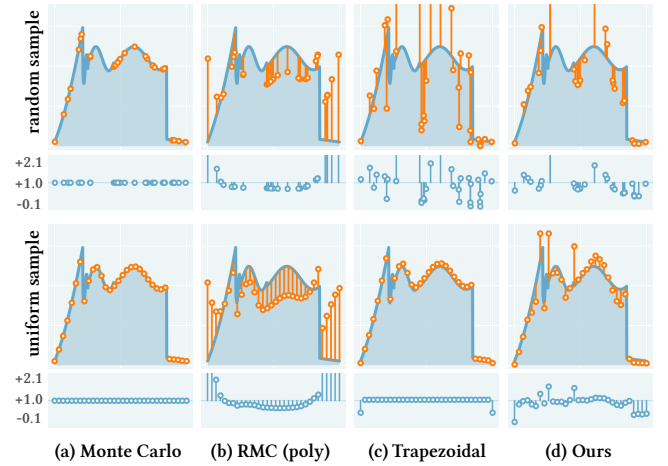 random sample
+2.1
+1.0
-0.1
uniform sample
+2.1
+1.0
-0.1
(a) Monte Carlo (b) RMC (poly) (c) Trapezoidal (d) Ours